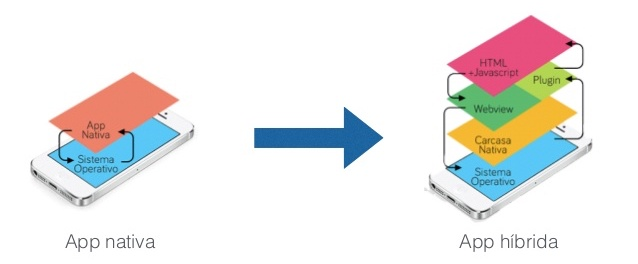 App
Nativa
Sistema
Operativo
App nativa
HTML
+Javascript
Plugin
Webview
Carcasa
Nativa
Sistema
Operativo
App híbrida